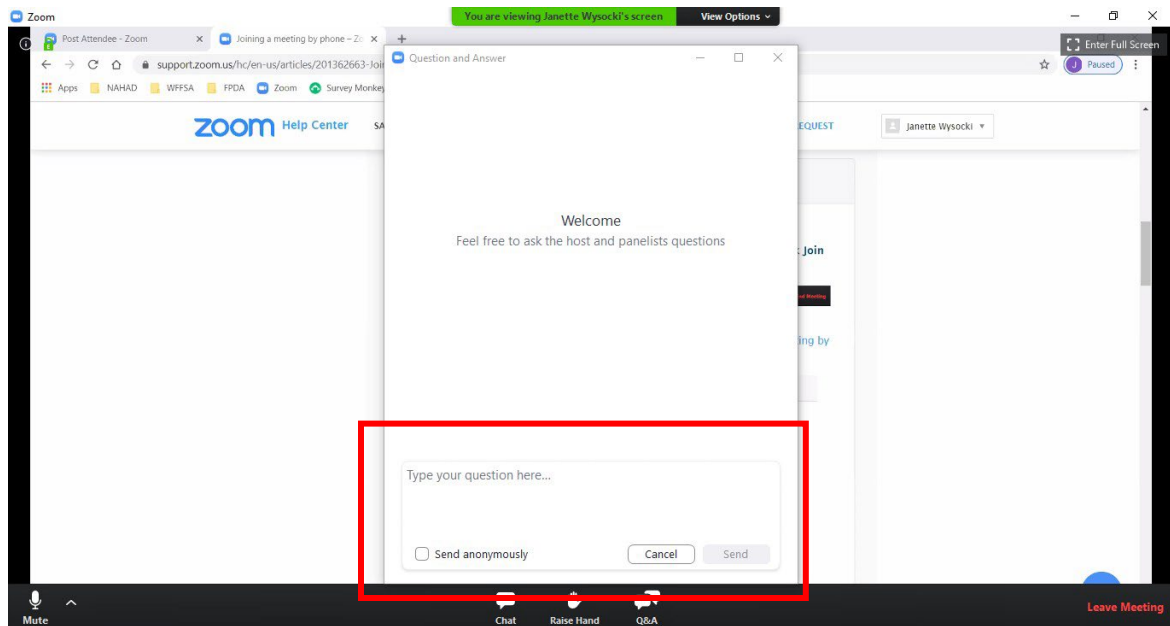 Zoom
You are viewing Janette Wysocki's screen View Options
Post Attendee - Zoom Joining a meeting by phone – Zo
Enter Full Screen
support.zoom.us/hc/en-us/articles/201362663-Joi
J Paused
Apps NAHAD WFFSA FPDA Zoom Survey Monkey
Question and Answer
zoom Help Center SA
EQUEST Janette Wysocki
Welcome
Feel free to ask the host and panelists questions
Join
ing by
Type your question here...
Send anonymously Cancel Send
Mute Chat Raise Hand Q&A Leave Meeting